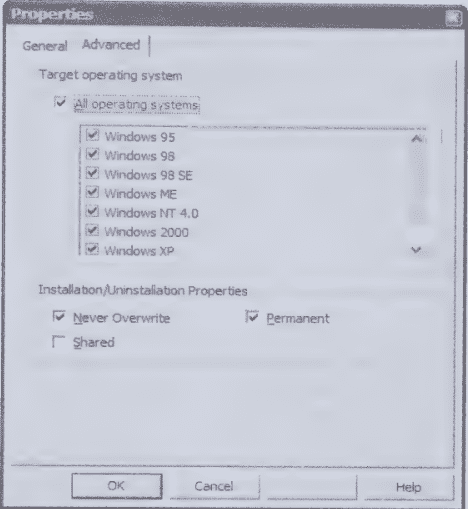 Properties
General Advanced
Target operating system
All operating systems
Windows 95
Windows 98
Windows 98 SE
Windows ME
Windows NT 4.0
Windows 2000
Windows XP
Installation/Uninstallation Properties
Never Overwrite Permanent
Shared
OK Cancel Help